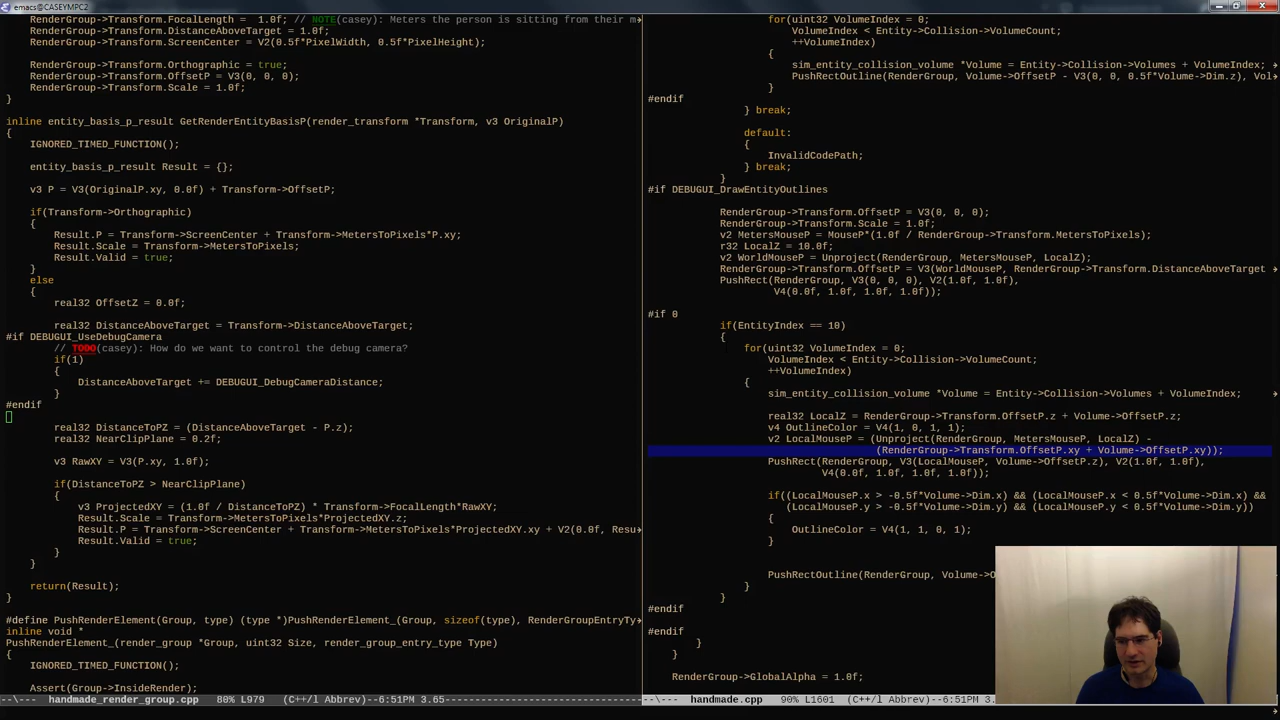 emacs@CASEYMPC2
RenderGroup->Transform.FocalLength =  1.0f; // NOTE(casey): Meters the person is sitting from their m
RenderGroup->Transform.DistanceAboveTarget = 1.0f;
RenderGroup->Transform.ScreenCenter = V2(0.5f*PixelWidth, 0.5f*PixelHeight);
RenderGroup->Transform.Orthographic = true;
RenderGroup->Transform.OffsetP = V3(0, 0, 0);
RenderGroup->Transform.Scale = 1.0f;
}
inline entity_basis_p_result GetRenderEntityBasisP(render_transform *Transform, v3 OriginalP)
{
IGNORED_TIMED_FUNCTION();
entity_basis_p_result Result = {};
v3 P = V3(OriginalP.xy, 0.0f) + Transform->OffsetP;
if(Transform->Orthographic)
{
Result.P = Transform->ScreenCenter + Transform->MetersToPixels*P.xy;
Result.Scale = Transform->MetersToPixels;
Result.Valid = true;
}
else
{
real32 OffsetZ = 0.0f;
real32 DistanceAboveTarget = Transform->DistanceAboveTarget;
#if DEBUGUI_UseDebugCamera
// TODO(casey): How do we want to control the debug camera?
if(1)
{
DistanceAboveTarget += DEBUGUI_DebugCameraDistance;
}
#endif
real32 DistanceToPZ = (DistanceAboveTarget - P.z);
real32 NearClipPlane = 0.2f;
v3 RawXY = V3(P.xy, 1.0f);
if(DistanceToPZ > NearClipPlane)
{
v3 ProjectedXY = (1.0f / DistanceToPZ) * Transform->FocalLength*RawXY;
Result.Scale = Transform->MetersToPixels*ProjectedXY.z;
Result.P = Transform->ScreenCenter + Transform->MetersToPixels*ProjectedXY.xy + V2(0.0f, Resu
Result.Valid = true;
}
}
return(Result);
}
#define PushRenderElement(Group, type) (type *)PushRenderElement_(Group, sizeof(type), RenderGroupEntryTy
inline void *
PushRenderElement_(render_group *Group, uint32 Size, render_group_entry_type Type)
{
IGNORED_TIMED_FUNCTION();
Assert(Group->InsideRender);
--\---  handmade_render_group.cpp   80% L979   (C++/l Abbrev)--6:51PM 3.65
for(uint32 VolumeIndex = 0;
VolumeIndex < Entity->Collision->VolumeCount;
++VolumeIndex)
{
sim_entity_collision_volume *Volume = Entity->Collision->Volumes + VolumeIndex;
PushRectOutline(RenderGroup, Volume->OffsetP - V3(0, 0, 0.5f*Volume->Dim.z), Vol
}
#endif
} break;
default:
{
InvalidCodePath;
} break;
}
#if DEBUGUI_DrawEntityOutlines
RenderGroup->Transform.OffsetP = V3(0, 0, 0);
RenderGroup->Transform.Scale = 1.0f;
v2 MetersMouseP = MouseP*(1.0f / RenderGroup->Transform.MetersToPixels);
r32 LocalZ = 10.0f;
v2 WorldMouseP = Unproject(RenderGroup, MetersMouseP, LocalZ);
RenderGroup->Transform.OffsetP = V3(WorldMouseP, RenderGroup->Transform.DistanceAboveTarget
PushRect(RenderGroup, V3(0, 0, 0), V2(1.0f, 1.0f),
V4(0.0f, 1.0f, 1.0f, 1.0f));
#if 0
if(EntityIndex == 10)
{
for(uint32 VolumeIndex = 0;
VolumeIndex < Entity->Collision->VolumeCount;
++VolumeIndex)
{
sim_entity_collision_volume *Volume = Entity->Collision->Volumes + VolumeIndex;
real32 LocalZ = RenderGroup->Transform.OffsetP.z + Volume->OffsetP.z;
v4 OutlineColor = V4(1, 0, 1, 1);
v2 LocalMouseP = (Unproject(RenderGroup, MetersMouseP, LocalZ) -
(RenderGroup->Transform.OffsetP.xy + Volume->OffsetP.xy));
PushRect(RenderGroup, V3(LocalMouseP, Volume->OffsetP.z), V2(1.0f, 1.0f),
V4(0.0f, 1.0f, 1.0f, 1.0f));
if((LocalMouseP.x > -0.5f*Volume->Dim.x) && (LocalMouseP.x < 0.5f*Volume->Dim.x) &&
(LocalMouseP.y > -0.5f*Volume->Dim.y) && (LocalMouseP.y < 0.5f*Volume->Dim.y))
{
OutlineColor = V4(1, 1, 0, 1);
}
PushRectOutline(RenderGroup, Volume->O
}
}
#endif
#endif
}
}
RenderGroup->GlobalAlpha = 1.0f;
--\---  handmade.cpp   90% L1601   (C++/l Abbrev)--6:51PM 3.